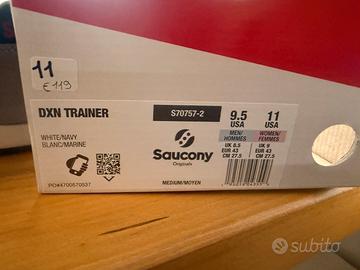 11
€ 119
DXN TRAINER
S70757-2
9.5
USA
11
USA
WHITE/NAVY
BLANC/MARINE
Saucony
Originals
MEN/
HOMMES
WOMEN/
FEMMES
UK 8.5
EUR 43
CM 27.5
UK 9
EUR 43
CM 27.5
MEDIUM/MOYEN
PO#4700570537
subito